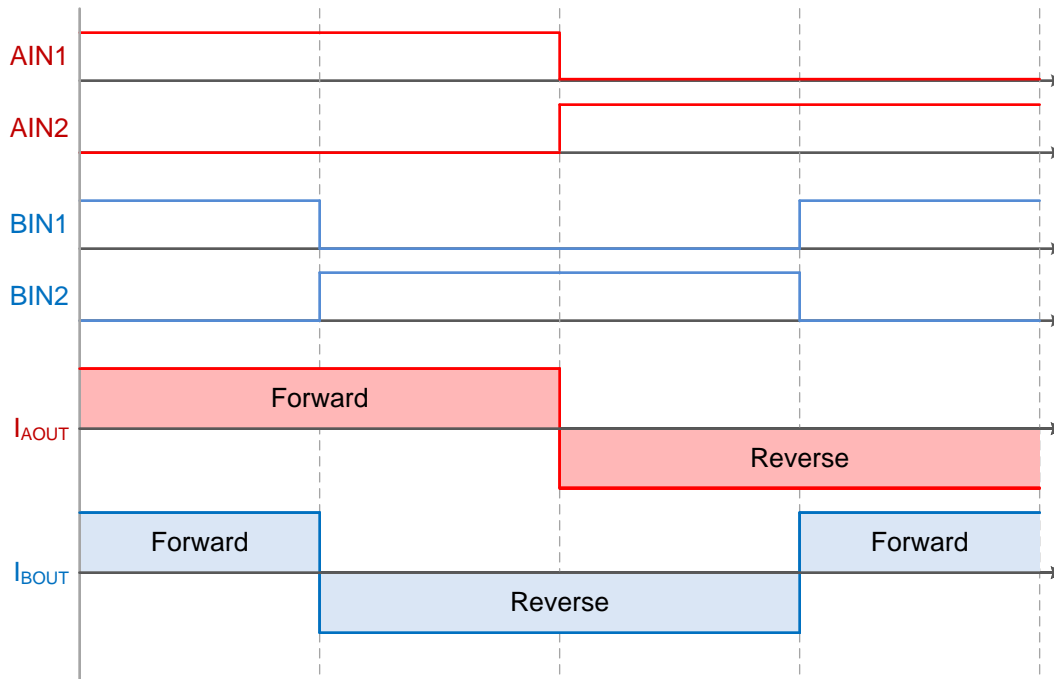 AIN1
AIN2
BIN1
BIN2
Forward
IAOUT
Reverse
Forward
Forward
IBOUT
Reverse